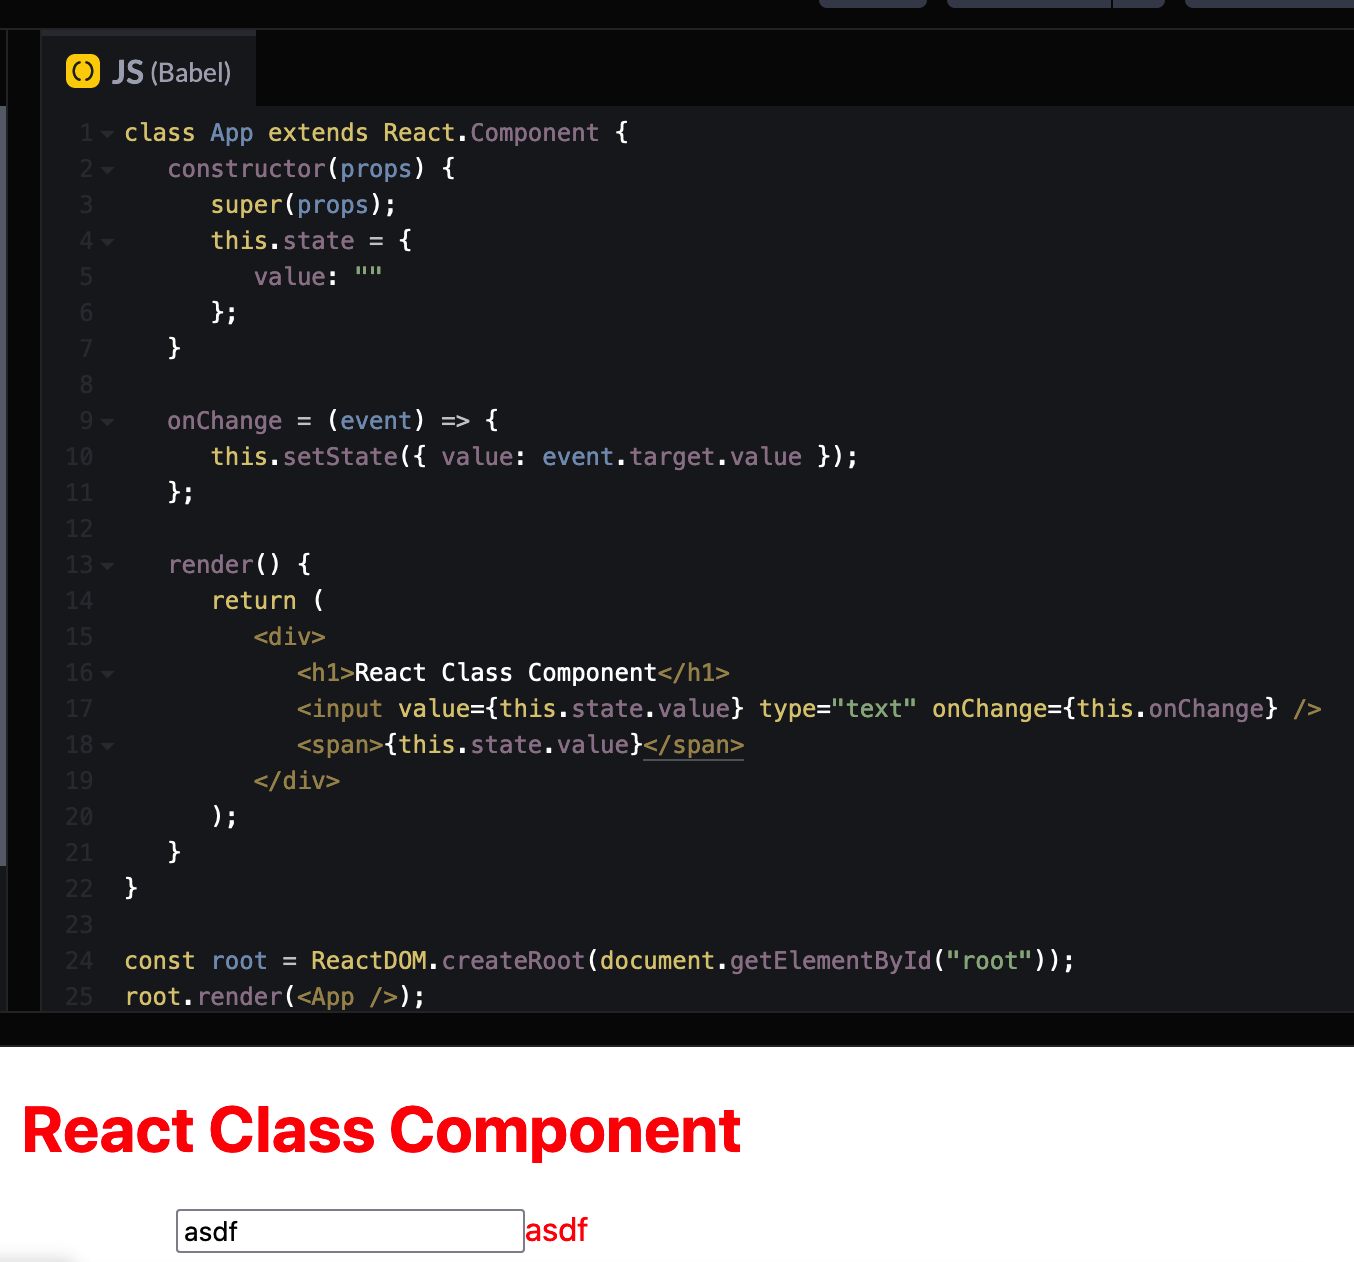 JS (Babel)
1 class App extends React.Component {
2 constructor(props) {
3 super(props);
4 this.state = {
5 value: ""
6 };
7 }
8
9 onChange = (event) => {
10 this.setState({ value: event.target.value });
11 };
12
13 render() {
14 return (
15 <div>
16 <h1>React Class Component</h1>
17 <input value={this.state.value} type="text" onChange={this.onChange} />
18 <span>{this.state.value}</span>
19 </div>
20 );
21 }
22 }
23
24 const root = ReactDOM.createRoot(document.getElementById("root"));
25 root.render(<App />);
React Class Component
asdf asdf